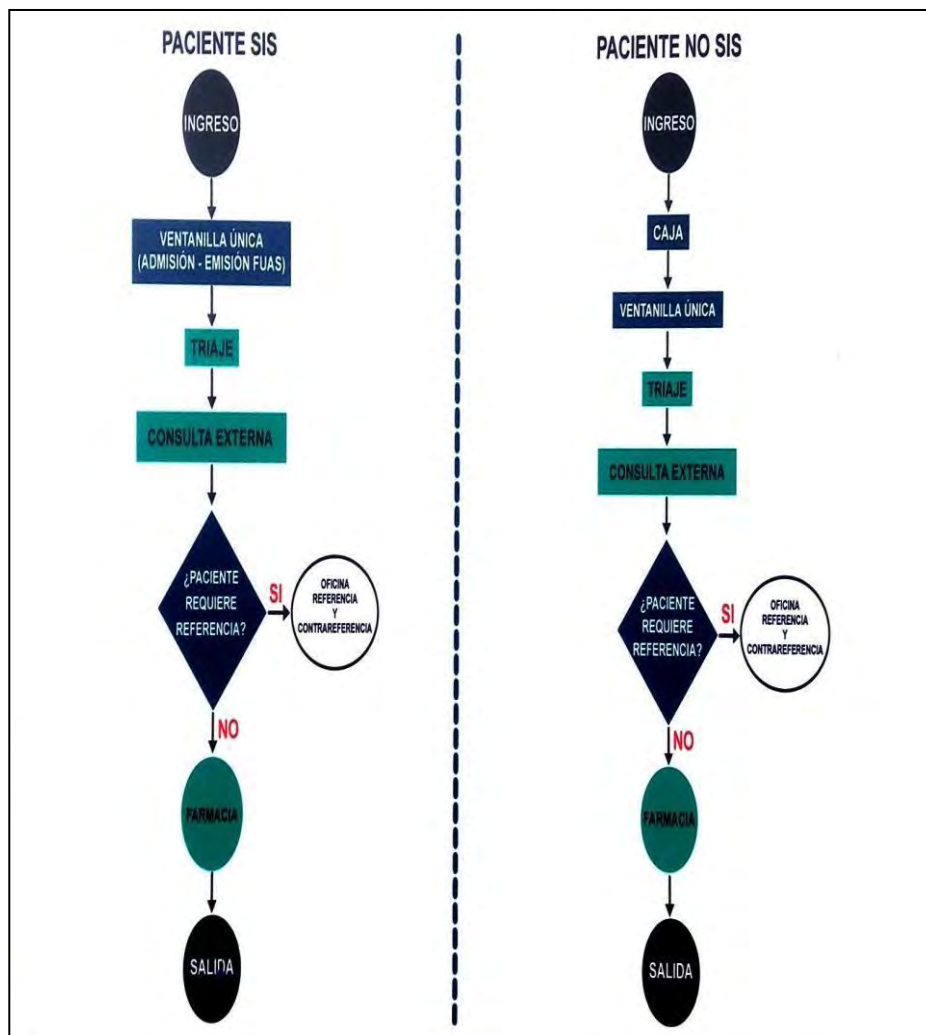 PACIENTE SIS
INGRESO
VENTANILLA ÚNICA
(ADMISIÓN - EMISIÓN FUAS)
TRIAJE
CONSULTA EXTERNA
¿PACIENTE
REQUIERE
REFERENCIA?
SI
OFICINA
REFERENCIA
Y
CONTRAREFERENCIA
NO
FARMACIA
SALIDA
PACIENTE NO SIS
INGRESO
CAJA
VENTANILLA ÚNICA
TRIAJE
CONSULTA EXTERNA
¿PACIENTE
REQUIERE
REFERENCIA?
SI
OFICINA
REFERENCIA
Y
CONTRAREFERENCIA
NO
FARMACIA
SALIDA